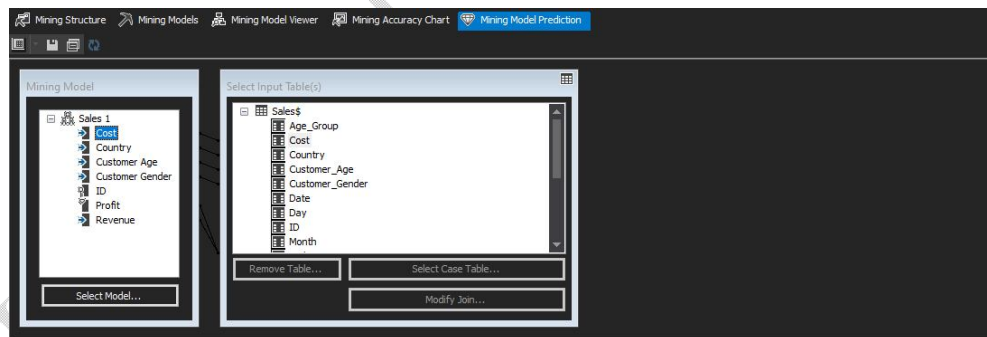 Mining Structure Mining Models Mining Model Viewer Mining Accuracy Chart Mining Model Prediction
Mining Model
Sales 1
Cost
Country
Customer Age
Customer Gender
ID
Profit
Revenue
Select Model...
Select Input Table(s)
Sales$
Age_Group
Cost
Country
Customer_Age
Customer_Gender
Date
Day
ID
Month
Remove Table... Select Case Table...
Modify Join...